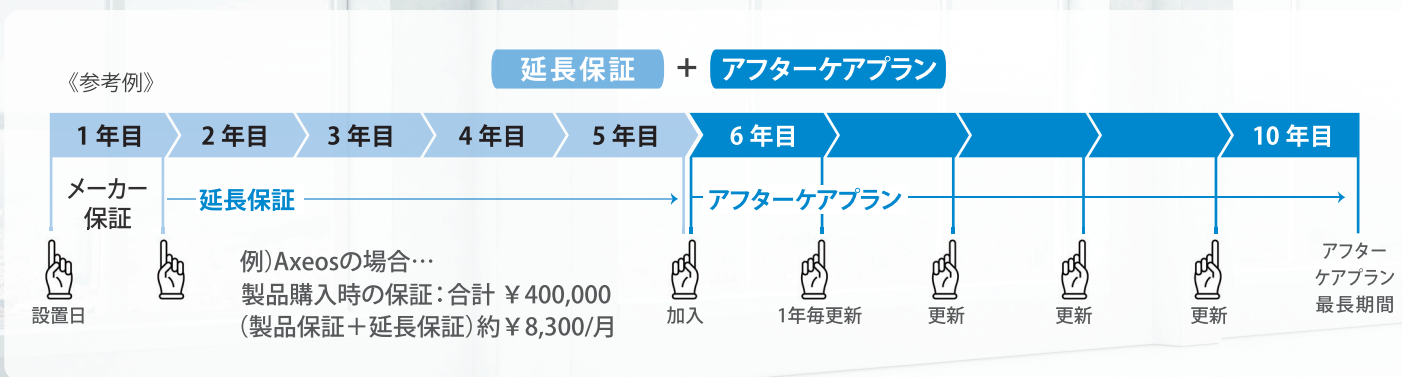 延長保証 + アフターケアプラン
《参考例》
1年目 2年目 3年目 4年目 5年目 6年目 10年目
メーカー
保証
延長保証
アフターケアプラン
例)Axeosの場合…
製品購入時の保証:合計 ¥400,000
(製品保証+延長保証)約¥8,300/月
設置日
加入
1年毎更新
更新
更新
更新
アフター
ケアプラン
最長期間